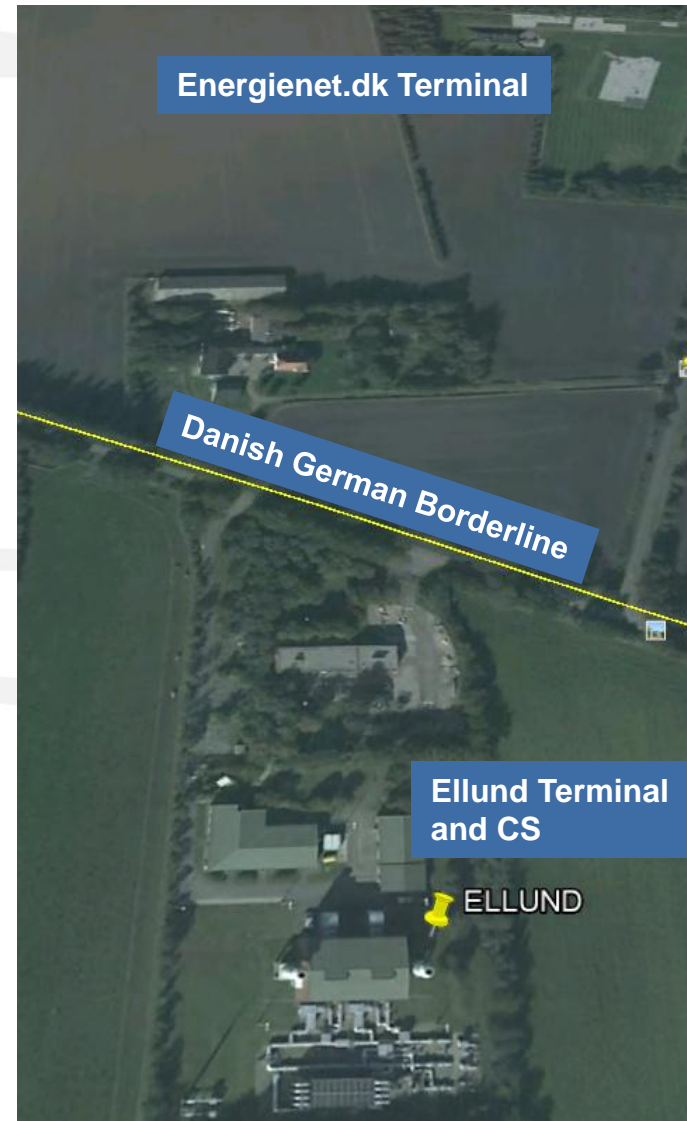 Energienet.dk Terminal
Danish German Borderline
Ellund Terminal
and CS
ELLUND